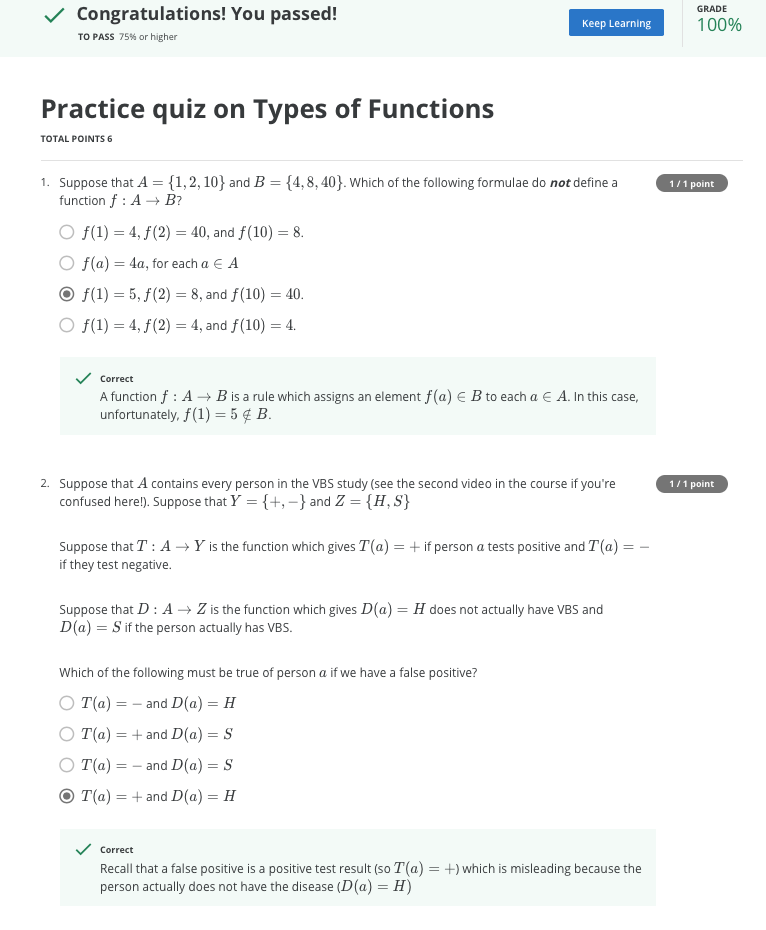 Congratulations! You passed!
TO PASS 75% or higher
Keep Learning
GRADE
100%
Practice quiz on Types of Functions
TOTAL POINTS 6
1. Suppose that A = {1, 2, 10} and B = {4, 8, 40}. Which of the following formulae do not define a
function f : A → B?
1 / 1 point
f(1) = 4, f(2) = 40, and f(10) = 8.
f(a) = 4a, for each a ∈ A
f(1) = 5, f(2) = 8, and f(10) = 40.
f(1) = 4, f(2) = 4, and f(10) = 4.
Correct
A function f : A → B is a rule which assigns an element f(a) ∈ B to each a ∈ A. In this case,
unfortunately, f(1) = 5 ∉ B.
2. Suppose that A contains every person in the VBS study (see the second video in the course if you're
confused here!). Suppose that Y = {+, −} and Z = {H, S}
1 / 1 point
Suppose that T : A → Y is the function which gives T(a) = + if person a tests positive and T(a) = −
if they test negative.
Suppose that D : A → Z is the function which gives D(a) = H does not actually have VBS and
D(a) = S if the person actually has VBS.
Which of the following must be true of person a if we have a false positive?
T(a) = − and D(a) = H
T(a) = + and D(a) = S
T(a) = − and D(a) = S
T(a) = + and D(a) = H
Correct
Recall that a false positive is a positive test result (so T(a) = +) which is misleading because the
person actually does not have the disease (D(a) = H)